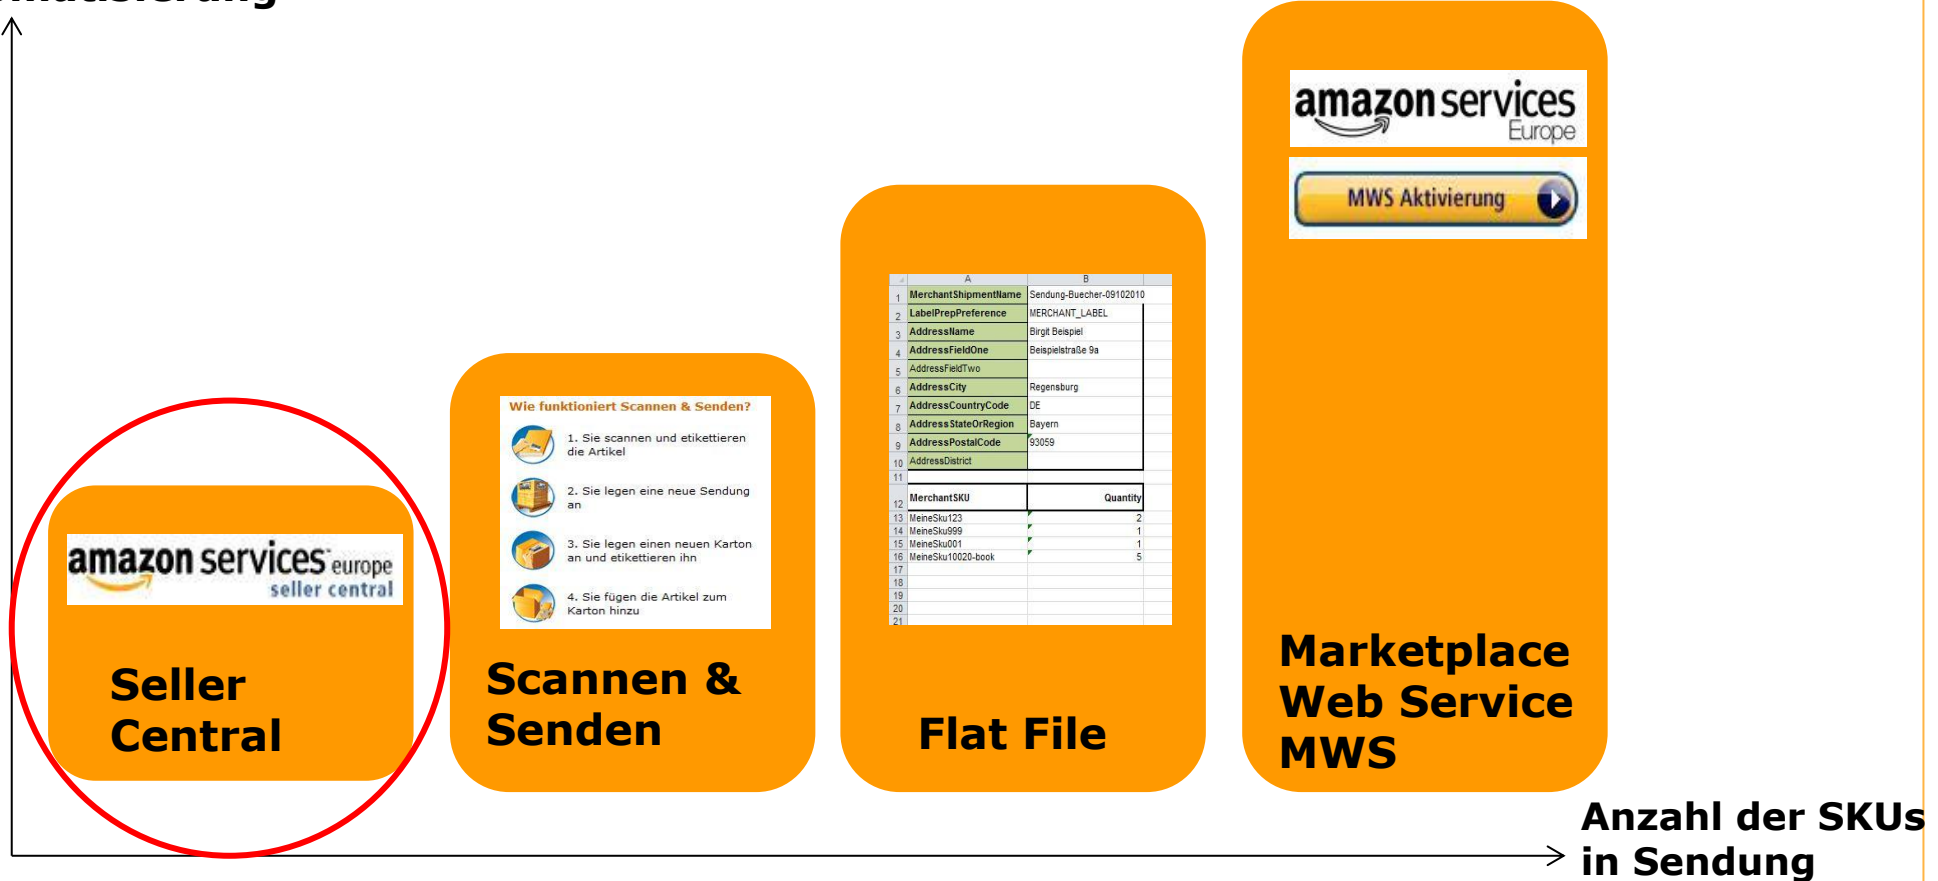 amazon services
Europe
MWS Aktivierung
A B
1 MerchantShipmentName Sendung-Buecher-09102010
2 LabelPrepPreference MERCHANT_LABEL
3 AddressName Birgit Beispiel
4 AddressFieldOne Beispielstraße 9a
5 AddressFieldTwo
6 AddressCity Regensburg
7 AddressCountryCode DE
8 AddressStateOrRegion Bayern
9 AddressPostalCode 93059
10 AddressDistrict
11
12 MerchantSKU Quantity
13 MeineSku123 2
14 MeineSku999 1
15 MeineSku001 1
16 MeineSku10020-book 5
17
18
19
20
21
Wie funktioniert Scannen & Senden?
1. Sie scannen und etikettieren
die Artikel
2. Sie legen eine neue Sendung
an
3. Sie legen einen neuen Karton
an und etikettieren ihn
4. Sie fügen die Artikel zum
Karton hinzu
amazon services europe
seller central
Seller
Central
Scannen &
Senden
Flat File
Marketplace
Web Service
MWS
Anzahl der SKUs
in Sendung